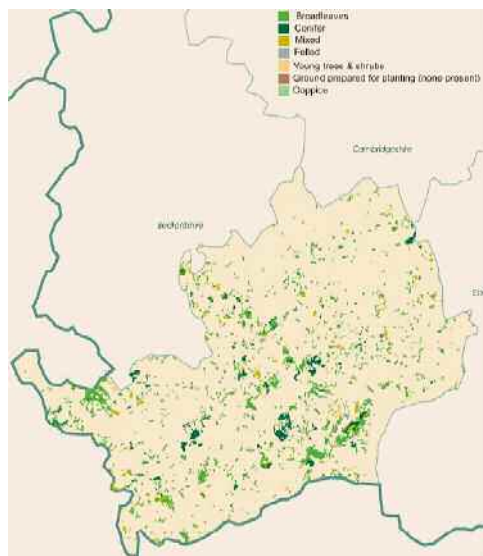 Broadleaves
Conifer
Mixed
Felled
Young trees & shrubs
Ground prepared for planting (none present)
Coppice
Cambridgeshire
Bedfordshire